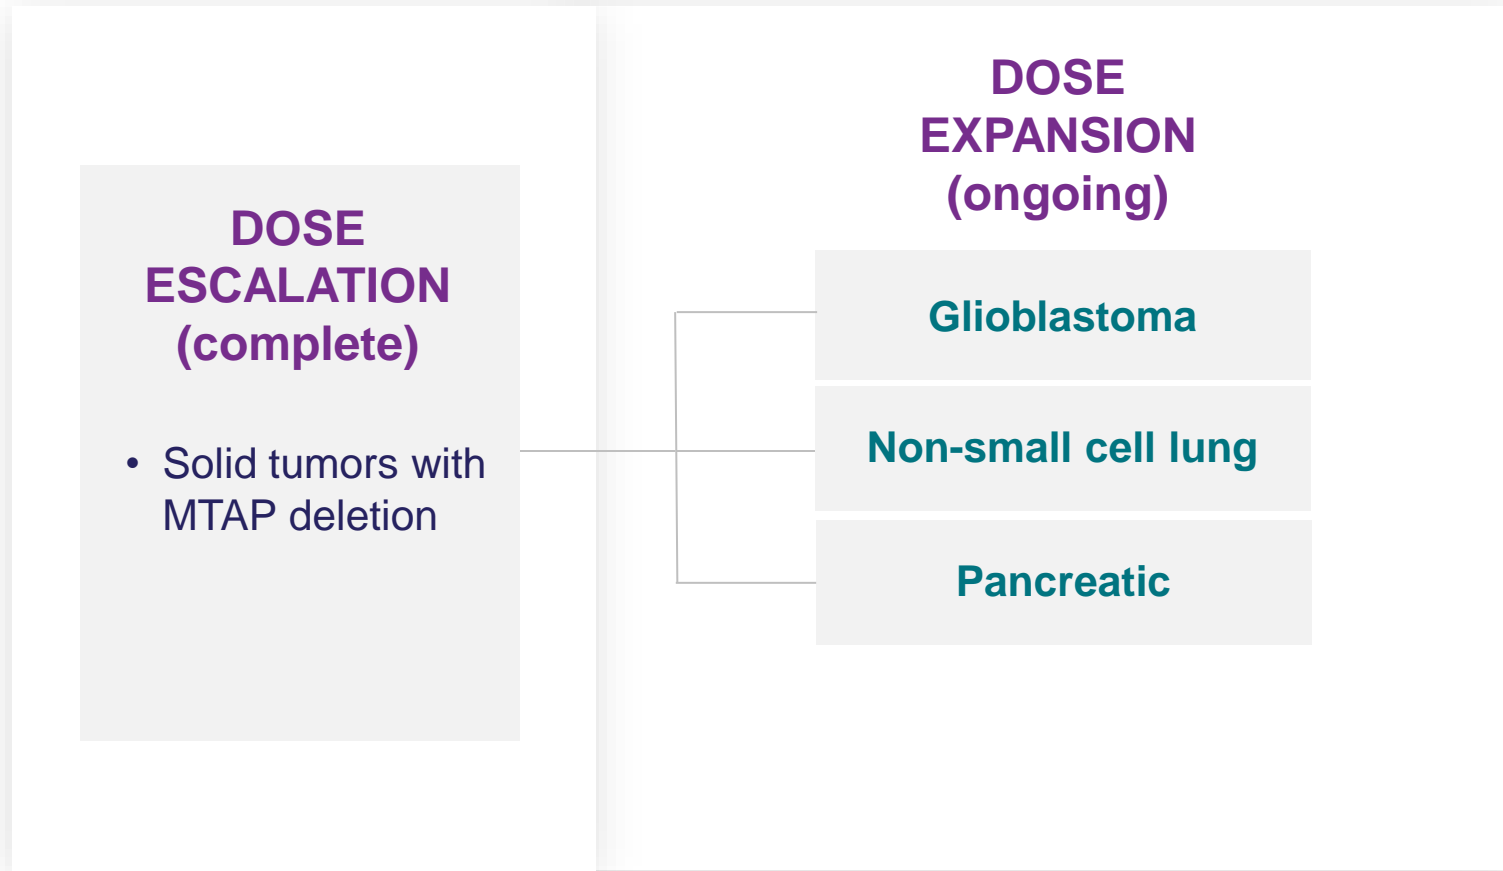 DOSE
ESCALATION
(complete)
• Solid tumors with
MTAP deletion
DOSE
EXPANSION
(ongoing)
Glioblastoma
Non-small cell lung
Pancreatic